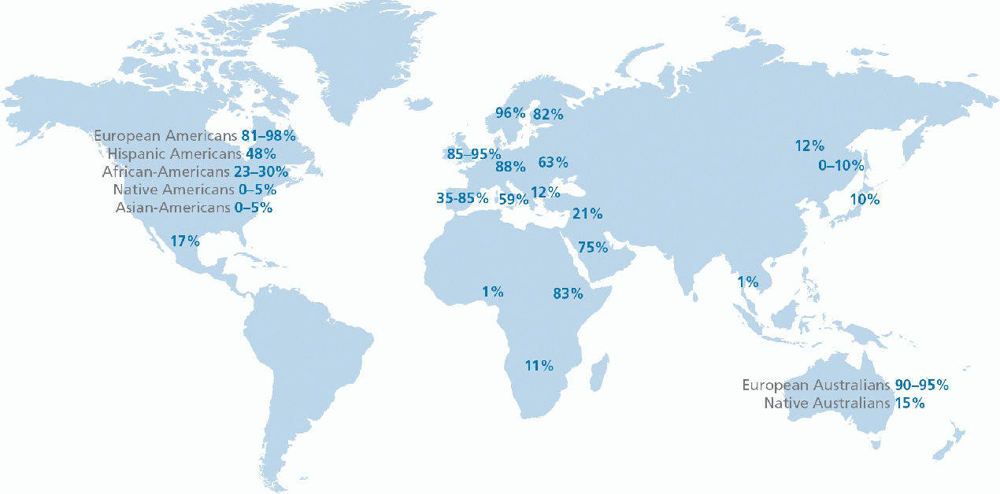 96% 82%
European Americans 81–98%
Hispanic Americans 48%
African-Americans 23–30%
Native Americans 0–5%
Asian-Americans 0–5%
17%
85–95%
88%
63%
35-85%
59%
12%
21%
75%
1%
83%
11%
12%
0–10%
10%
1%
European Australians 90–95%
Native Australians 15%